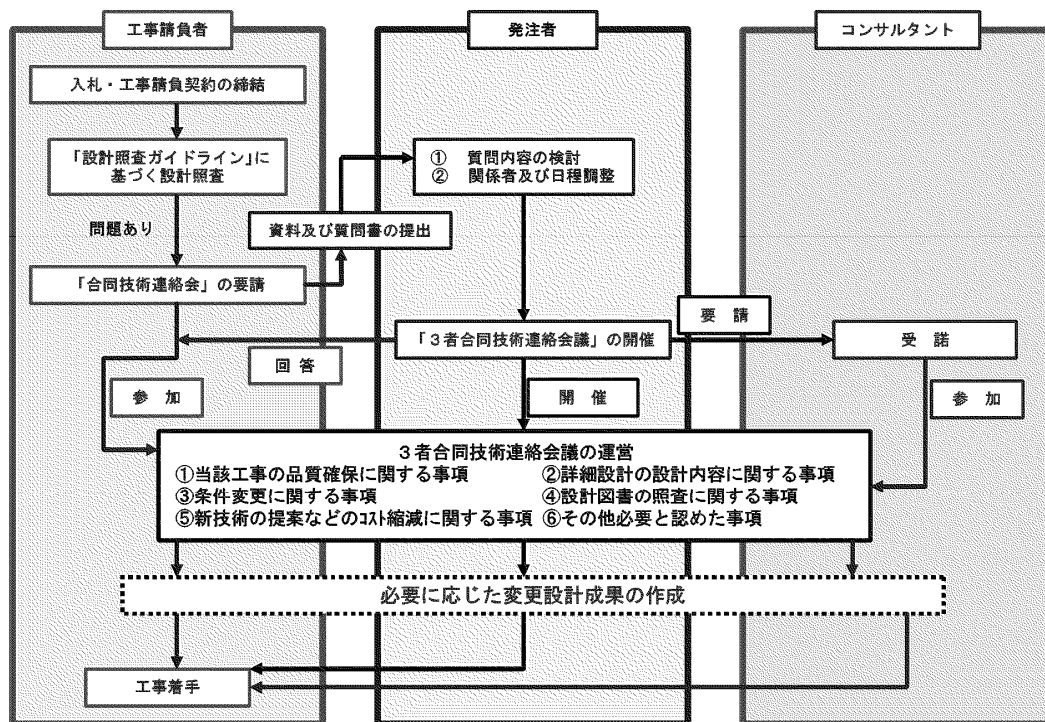 工事請負者
発注者
コンサルタント
入札・工事請負契約の締結
「設計照査ガイドライン」に
基づく設計照査
① 質問内容の検討
② 関係者及び日程調整
問題あり
資料及び質問書の提出
「合同技術連絡会」の要請
要 請
「３者合同技術連絡会議」の開催
受 諾
回 答
参 加
開 催
参 加
３者合同技術連絡会議の運営
①当該工事の品質確保に関する事項 ②詳細設計の設計内容に関する事項
③条件変更に関する事項 ④設計図書の照査に関する事項
⑤新技術の提案などのｺｽﾄ縮減に関する事項 ⑥その他必要と認めた事項
必要に応じた変更設計成果の作成
工事着手